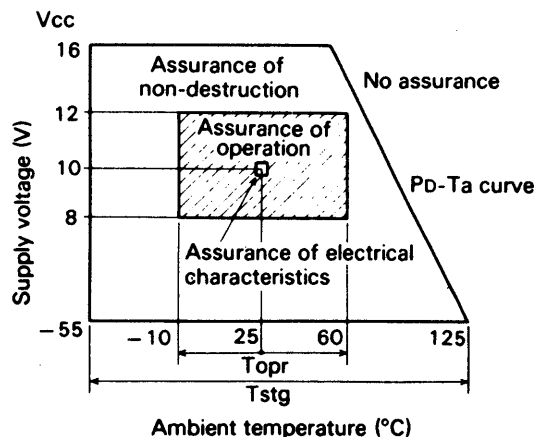 Vcc
16
Assurance of
non-destruction
No assurance
12
Assurance of
operation
10
PD-Ta curve
8
Supply voltage (V)
Assurance of electrical
characteristics
-55
-10
25
60
125
Topr
Tstg
Ambient temperature (°C)